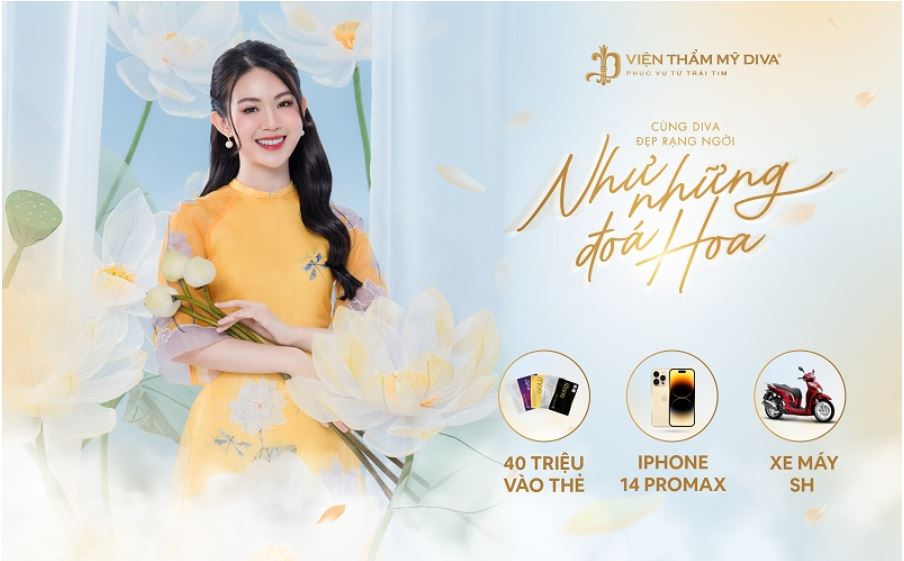 VIỆN THẨM MỸ DIVA®
PHỤC VỤ TỪ TRÁI TIM
CÙNG DIVA
ĐẸP RẠNG NGỜI
Như
những
đoá Hoa
40 TRIỆU
VÀO THẺ
IPHONE
14 PROMAX
XE MÁY
SH